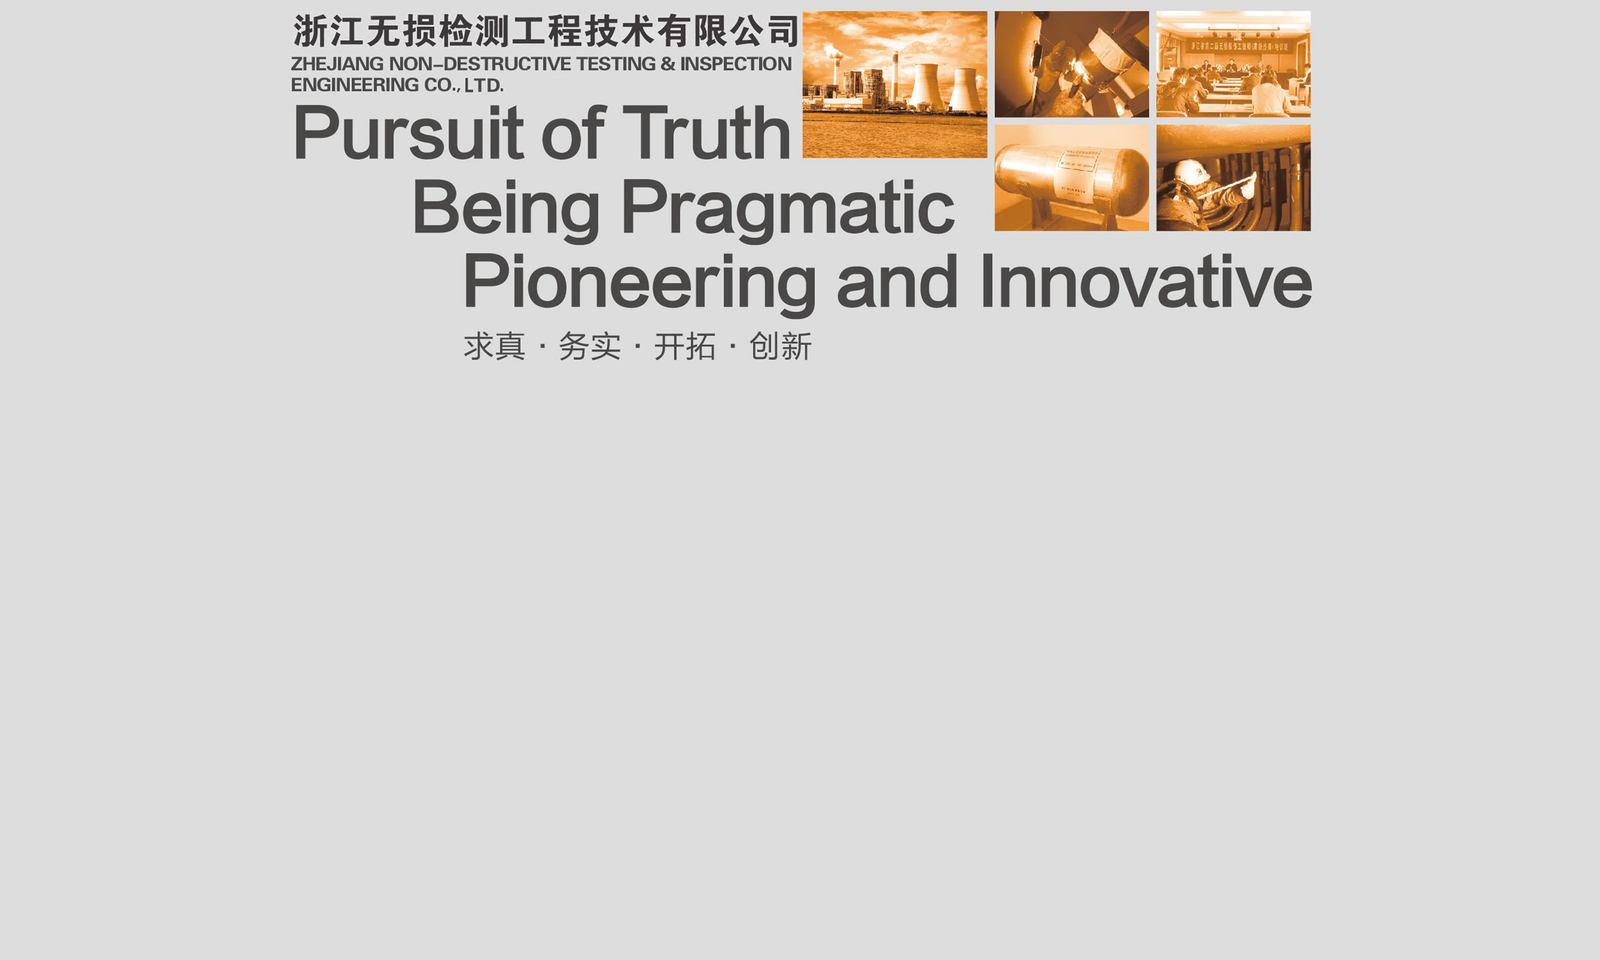 浙江无损检测工程技术有限公司
ZHEJIANG NON-DESTRUCTIVE TESTING & INSPECTION
ENGINEERING CO., LTD.
Pursuit of Truth
Being Pragmatic
Pioneering and Innovative
求真 · 务实 · 开拓 · 创新